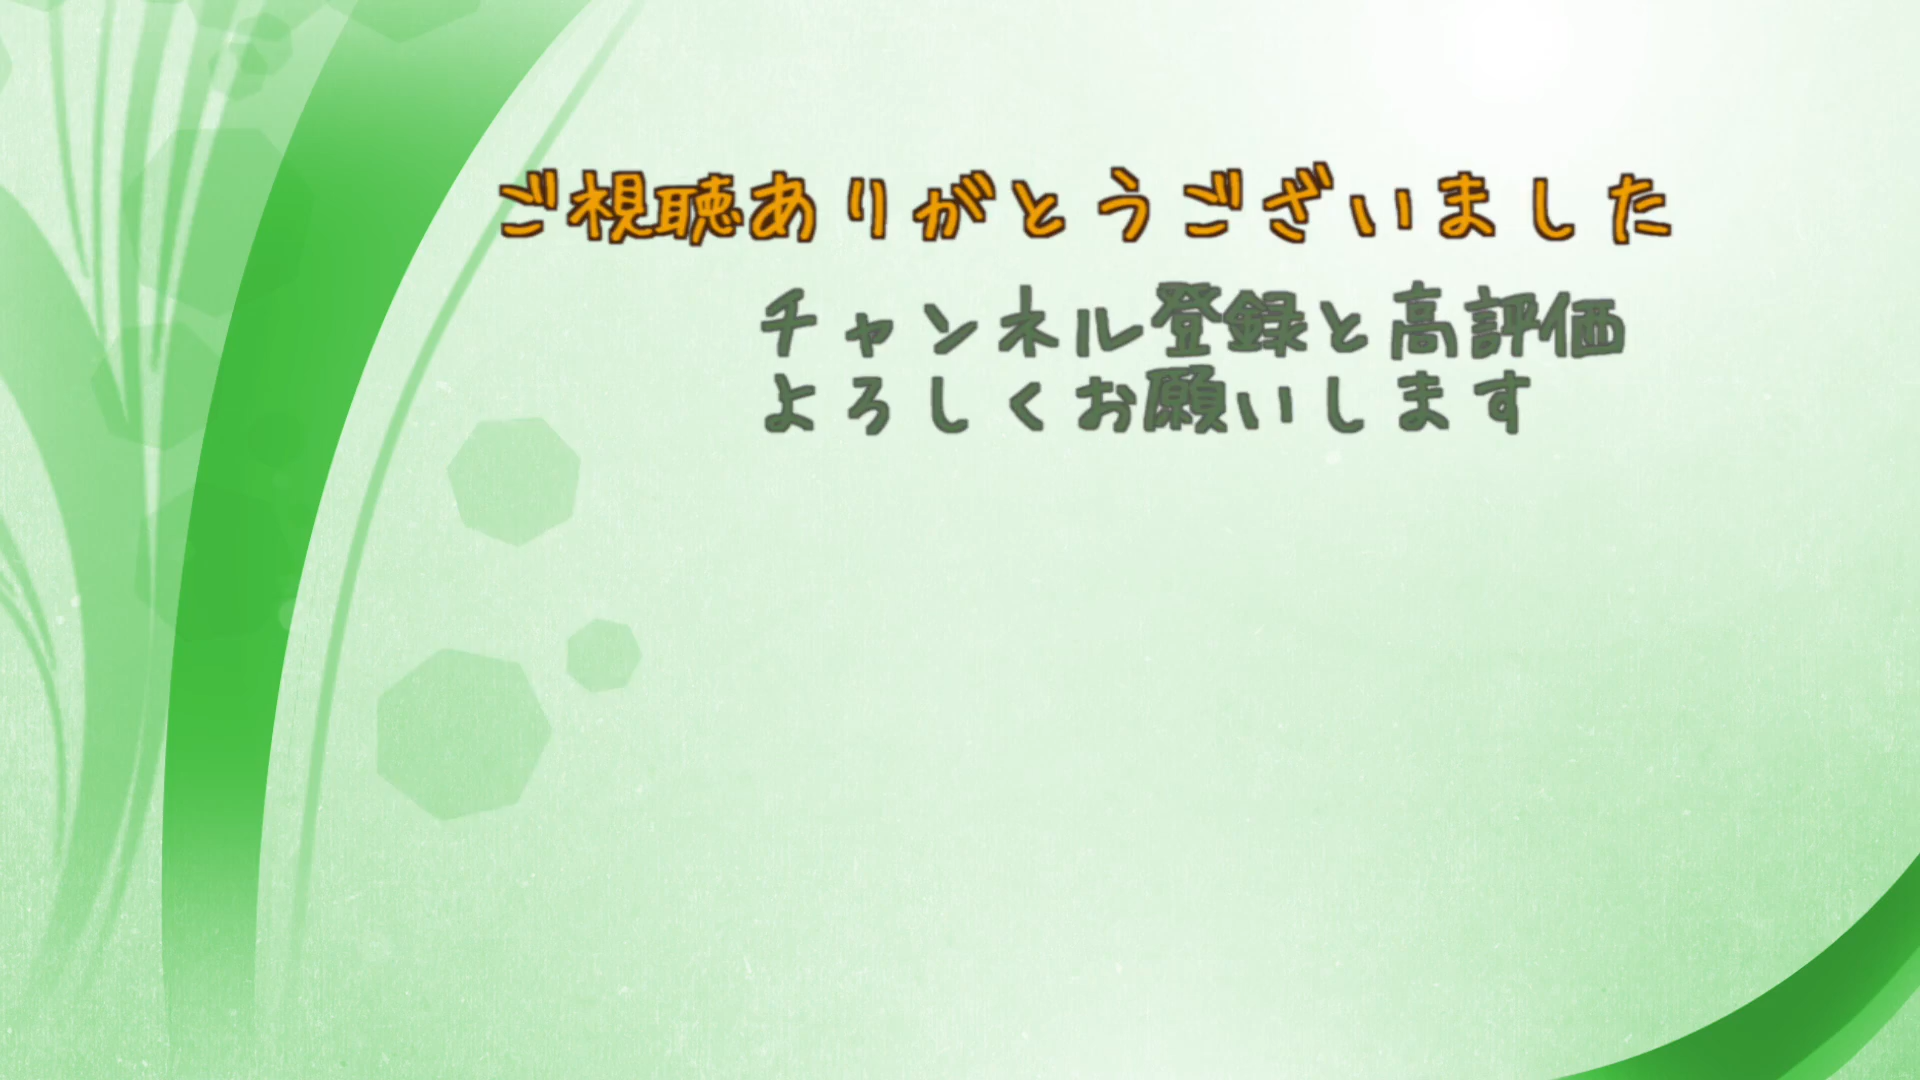 ご視聴ありがとうございました
チャンネル登録と高評価
よろしくお願いします